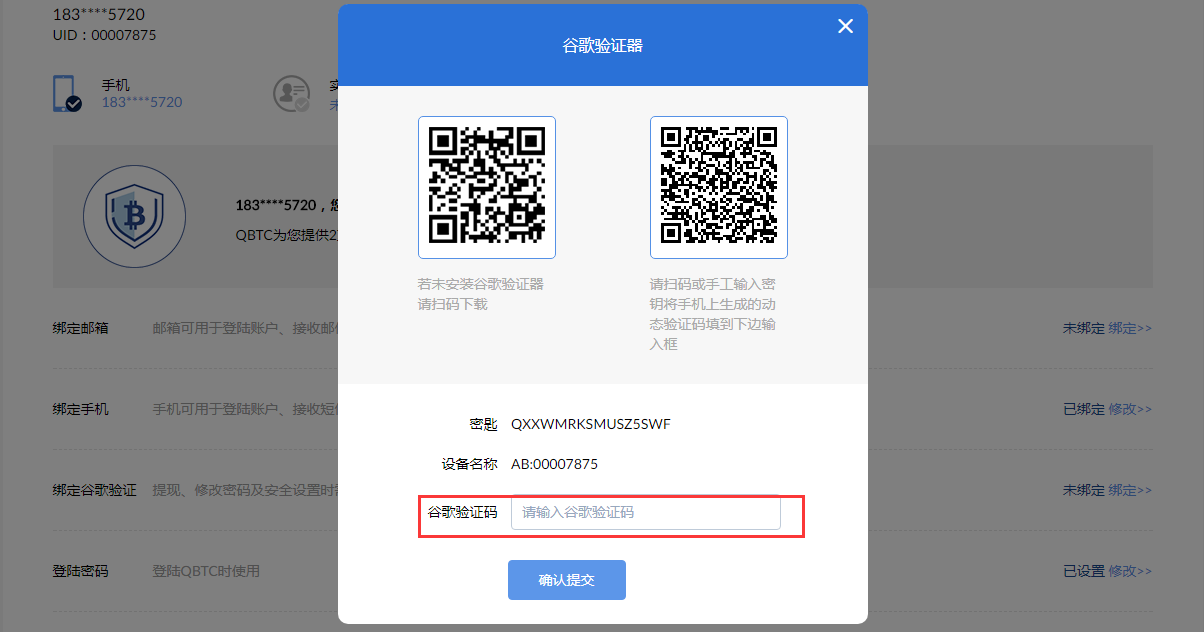 183****5720
UID：00007875
手机
183****5720
183****5720，您
QBTC为您提供2
绑定邮箱 邮箱可用于登陆账户、接收邮 未绑定 绑定>>
绑定手机 手机可用于登陆账户、接收短 已绑定 修改>>
绑定谷歌验证 提现、修改密码及安全设置时 未绑定 绑定>>
登陆密码 登陆QBTC时使用 已设置 修改>>
谷歌验证器
若未安装谷歌验证器
请扫码下载
请扫码或手工输入密
钥将手机上生成的动
态验证码填到下边输
入框
密匙 QXXWMRKSMUSZ5SWF
设备名称 AB:00007875
谷歌验证码 请输入谷歌验证码
确认提交